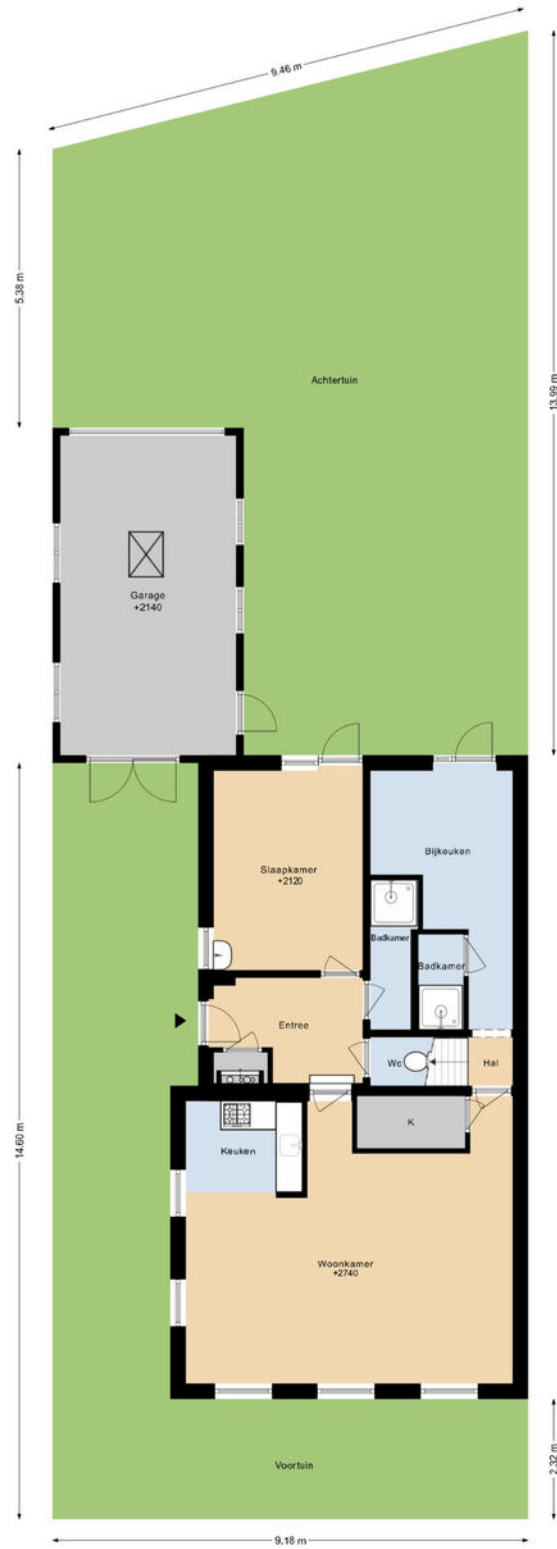 9.46 m
5.38 m
13.99 m
Achtertuin
Garage
+2140
Slaapkamer
+2120
Bijkeuken
Badkamer
Badkamer
Entree
Wc
Hal
K
Keuken
14.60 m
Woonkamer
+2740
Voortuin
2.32 m
9.18 m